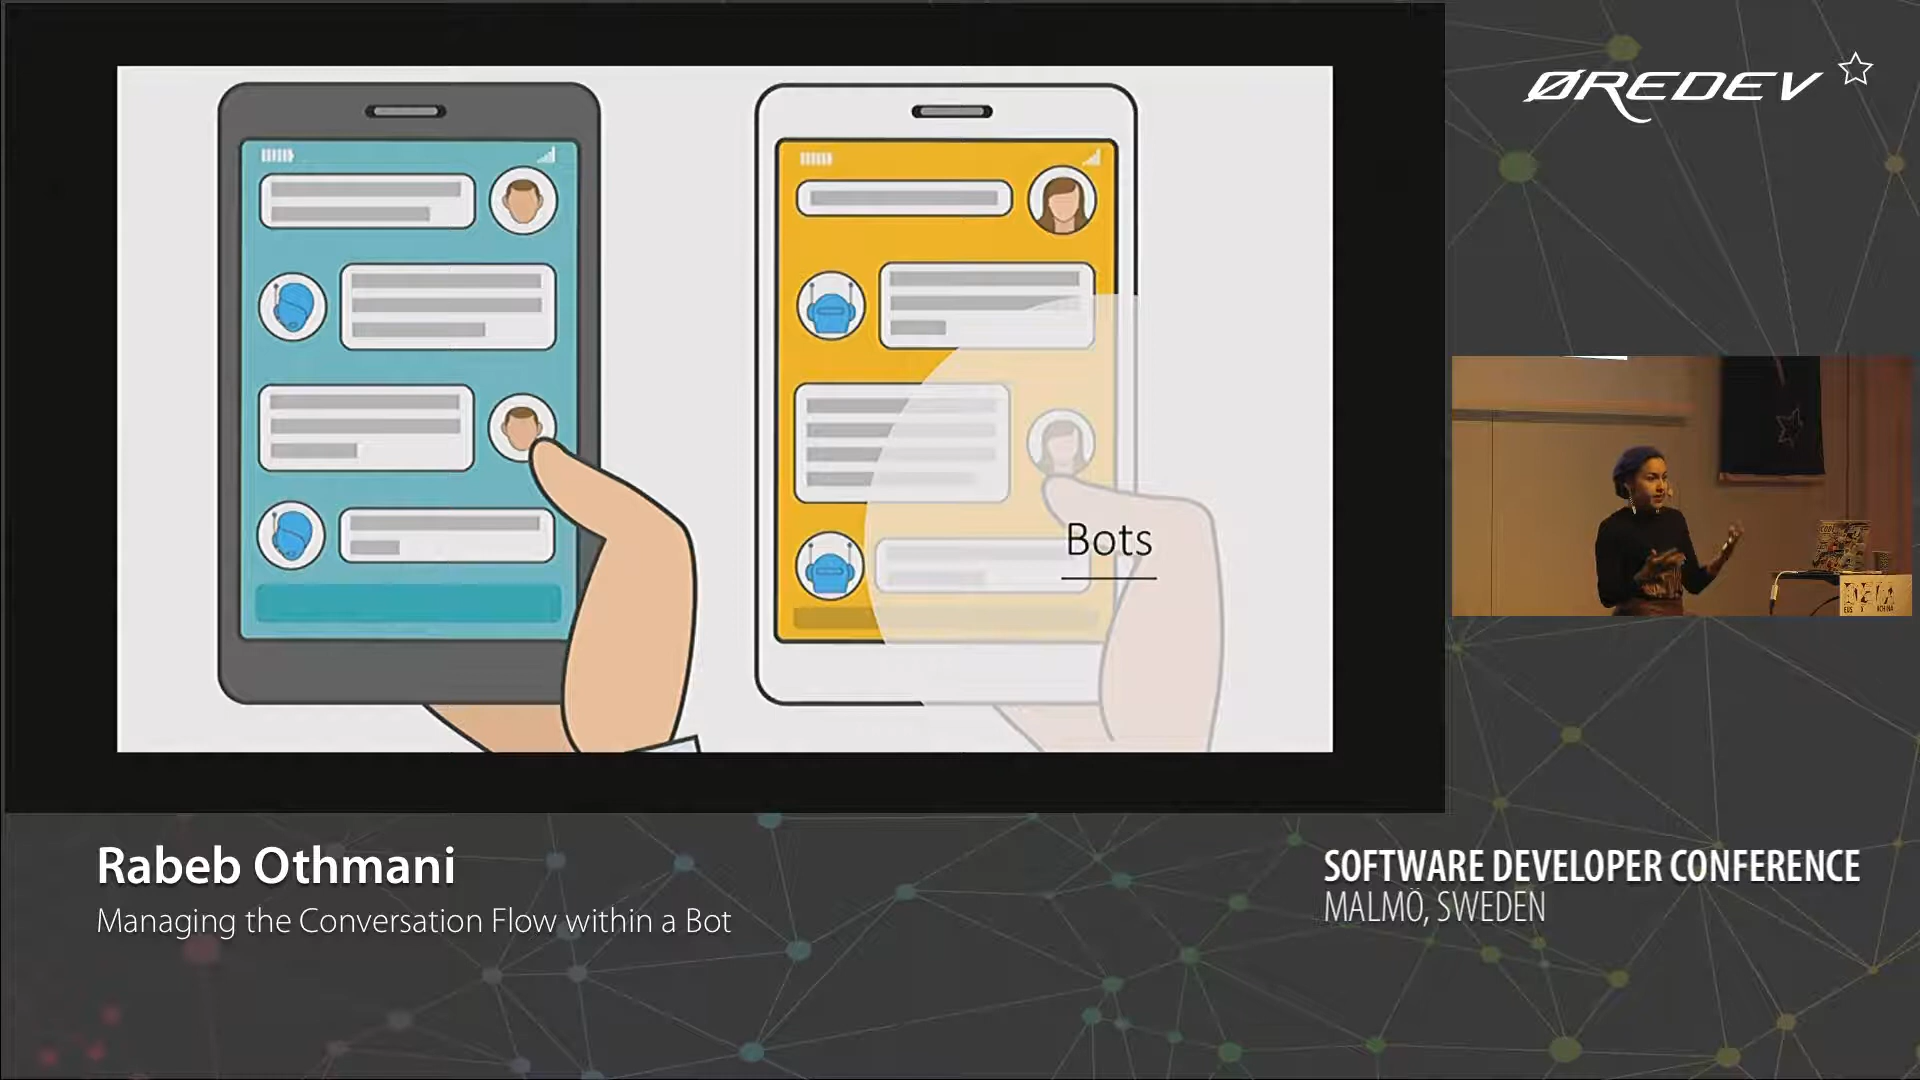 ØREDEV
Bots
Rabeb Othmani
Managing the Conversation Flow within a Bot
SOFTWARE DEVELOPER CONFERENCE
MALMÖ, SWEDEN